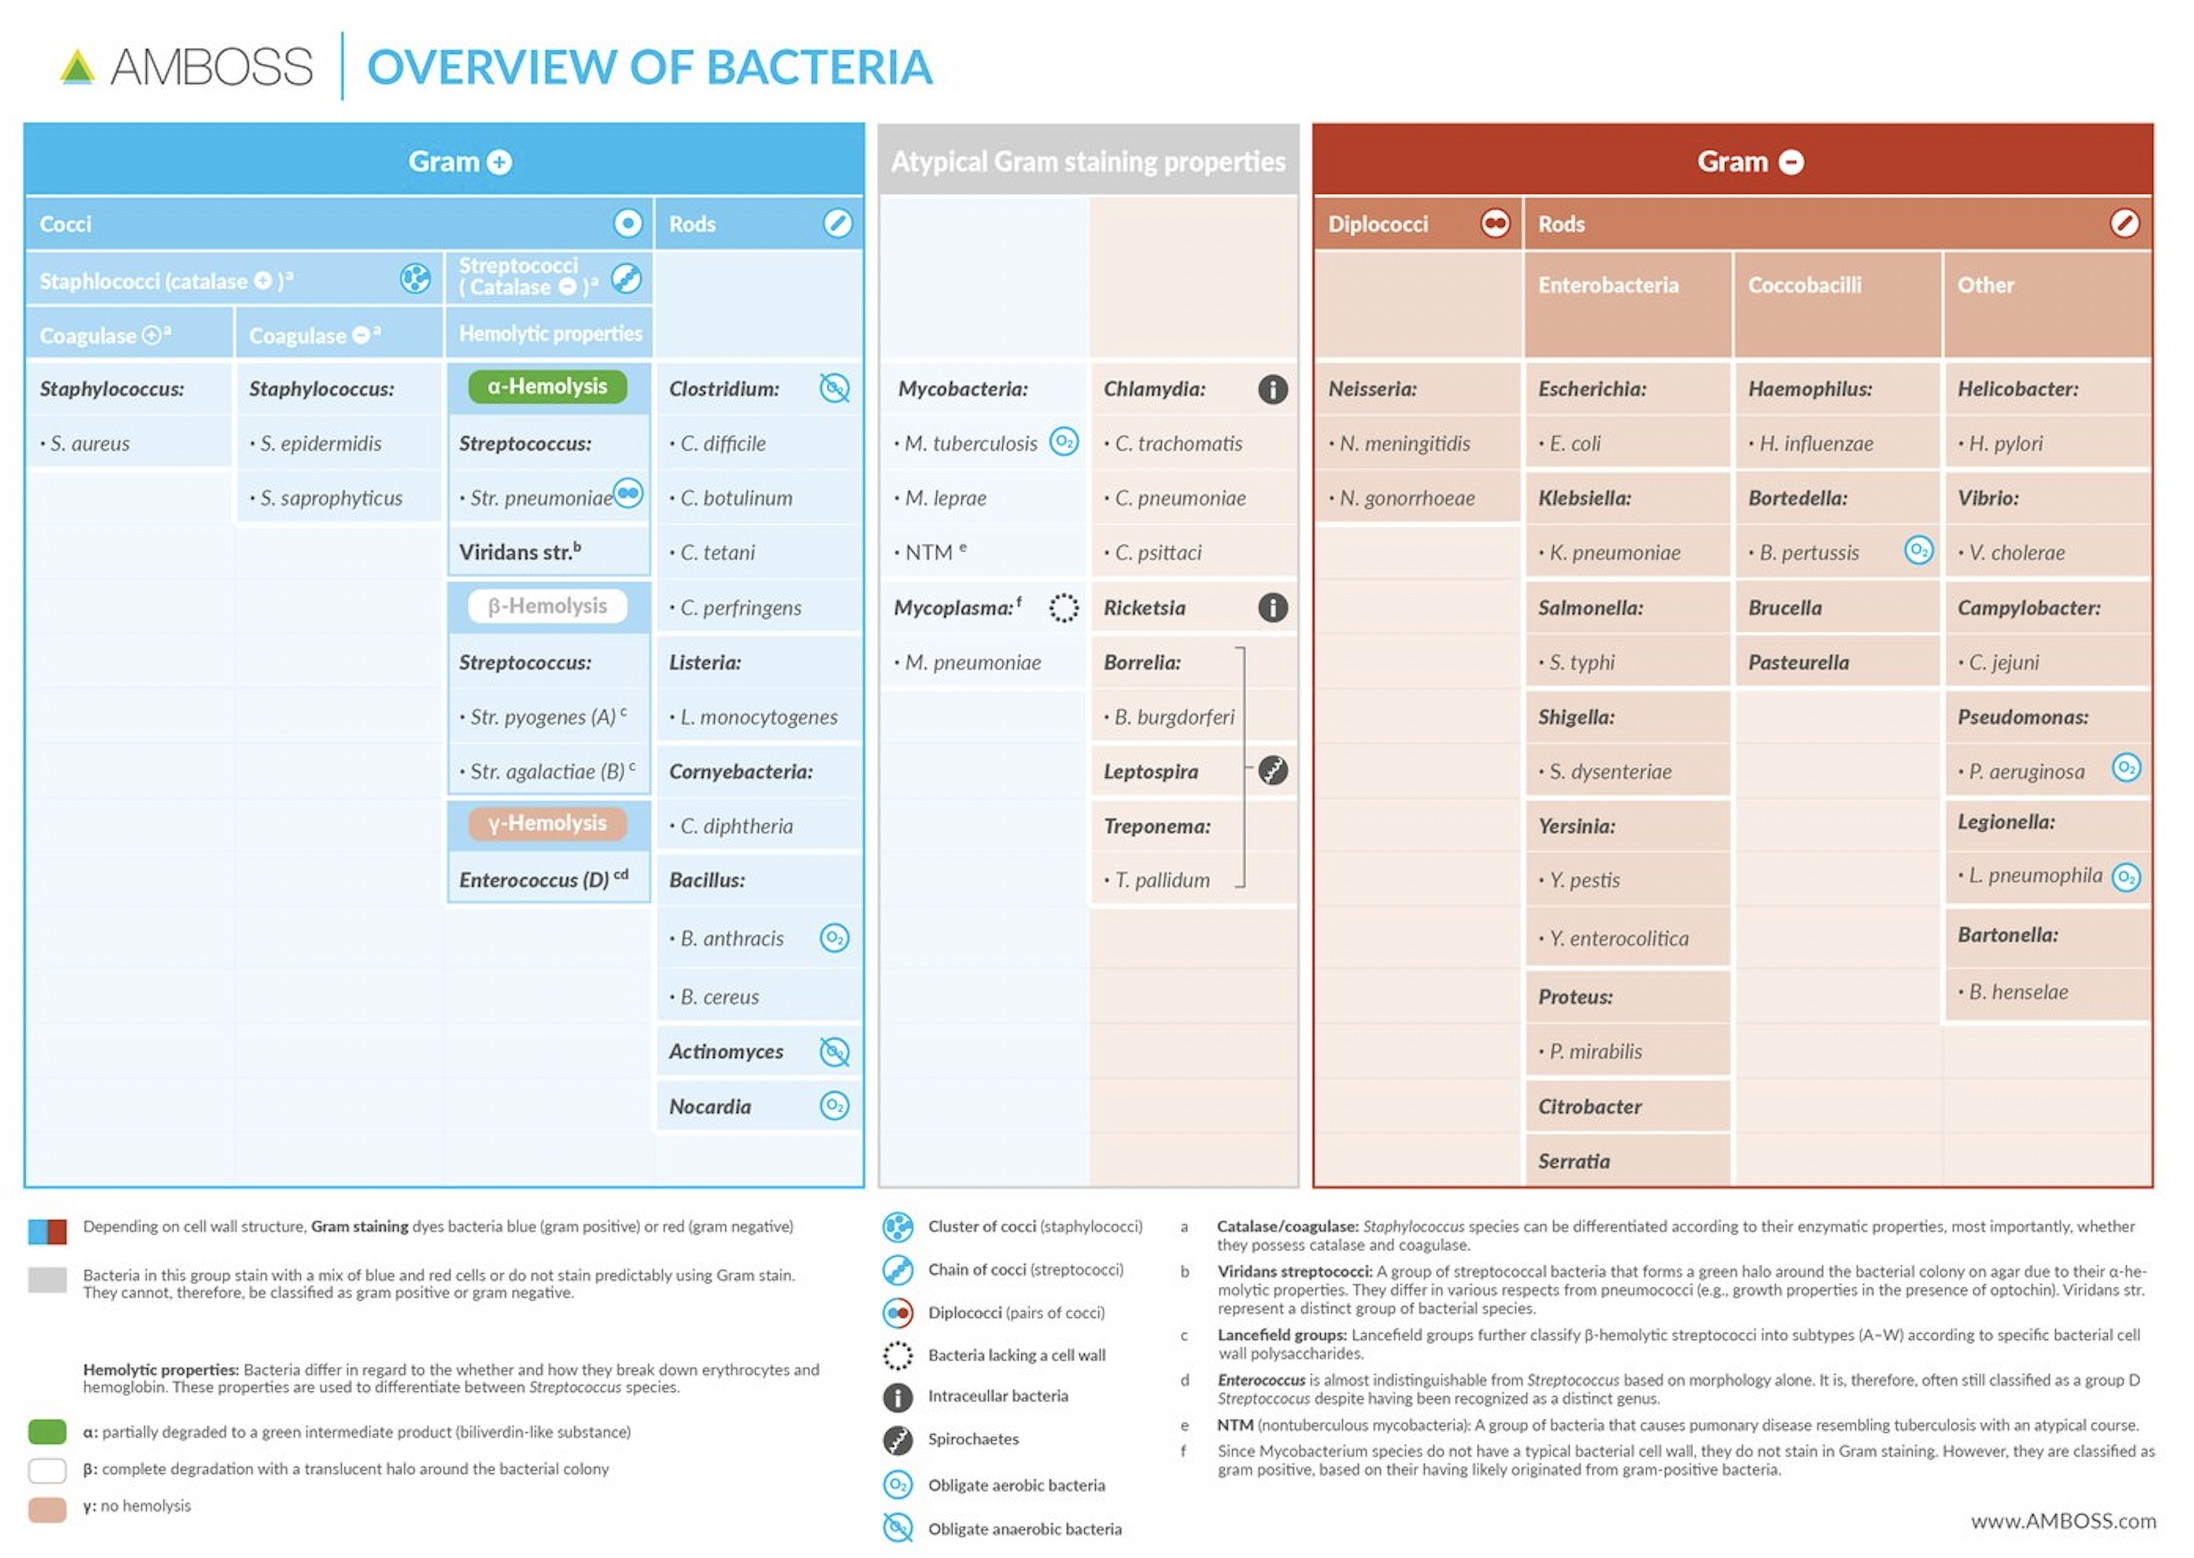 AMBOSS
OVERVIEW OF BACTERIA
Gram +
Cocci
Rods
Staphlococci (catalase + )a
Streptococci
( Catalase − )a
Coagulase +a
Coagulase −a
Hemolytic properties
Staphylococcus:
• S. aureus
Staphylococcus:
• S. epidermidis
• S. saprophyticus
α-Hemolysis
Streptococcus:
• Str. pneumoniae
Viridans str.b
β-Hemolysis
Streptococcus:
• Str. pyogenes (A) c
• Str. agalactiae (B) c
γ-Hemolysis
Enterococcus (D) cd
Clostridium:
O2
• C. difficile
• C. botulinum
• C. tetani
• C. perfringens
Listeria:
• L. monocytogenes
Cornyebacteria:
• C. diphtheria
Bacillus:
• B. anthracis O2
• B. cereus
Actinomyces O2
Nocardia O2
Atypical Gram staining properties
Mycobacteria:
• M. tuberculosis O2
• M. leprae
• NTM e
Mycoplasma: f
• M. pneumoniae
Chlamydia: i
• C. trachomatis
• C. pneumoniae
• C. psittaci
Ricketsia i
Borrelia:
• B. burgdorferi
Leptospira
Treponema:
• T. pallidum
Gram −
Diplococci
Rods
Enterobacteria
Coccobacilli
Other
Neisseria:
• N. meningitidis
• N. gonorrhoeae
Escherichia:
• E. coli
Klebsiella:
• K. pneumoniae
Salmonella:
• S. typhi
Shigella:
• S. dysenteriae
Yersinia:
• Y. pestis
• Y. enterocolitica
Proteus:
• P. mirabilis
Citrobacter
Serratia
Haemophilus:
• H. influenzae
Bortedella:
• B. pertussis O2
Brucella
Pasteurella
Helicobacter:
• H. pylori
Vibrio:
• V. cholerae
Campylobacter:
• C. jejuni
Pseudomonas:
• P. aeruginosa O2
Legionella:
• L. pneumophila O2
Bartonella:
• B. henselae
Depending on cell wall structure, Gram staining dyes bacteria blue (gram positive) or red (gram negative)
Bacteria in this group stain with a mix of blue and red cells or do not stain predictably using Gram stain.
They cannot, therefore, be classified as gram positive or gram negative.
Hemolytic properties: Bacteria differ in regard to the whether and how they break down erythrocytes and
hemoglobin. These properties are used to differentiate between Streptococcus species.
α: partially degraded to a green intermediate product (biliverdin-like substance)
β: complete degradation with a translucent halo around the bacterial colony
γ: no hemolysis
Cluster of cocci (staphylococci)
Chain of cocci (streptococci)
Diplococci (pairs of cocci)
Bacteria lacking a cell wall
i Intraceullar bacteria
Spirochaetes
O2 Obligate aerobic bacteria
O2 Obligate anaerobic bacteria
a Catalase/coagulase: Staphylococcus species can be differentiated according to their enzymatic properties, most importantly, whether
they possess catalase and coagulase.
b Viridans streptococci: A group of streptococcal bacteria that forms a green halo around the bacterial colony on agar due to their α-he-
molytic properties. They differ in various respects from pneumococci (e.g., growth properties in the presence of optochin). Viridans str.
represent a distinct group of bacterial species.
c Lancefield groups: Lancefield groups further classify β-hemolytic streptococci into subtypes (A–W) according to specific bacterial cell
wall polysaccharides.
d Enterococcus is almost indistinguishable from Streptococcus based on morphology alone. It is, therefore, often still classified as a group D
Streptoccocus despite having been recognized as a distinct genus.
e NTM (nontuberculous mycobacteria): A group of bacteria that causes pumonary disease resembling tuberculosis with an atypical course.
f Since Mycobacterium species do not have a typical bacterial cell wall, they do not stain in Gram staining. However, they are classified as
gram positive, based on their having likely originated from gram-positive bacteria.
www.AMBOSS.com